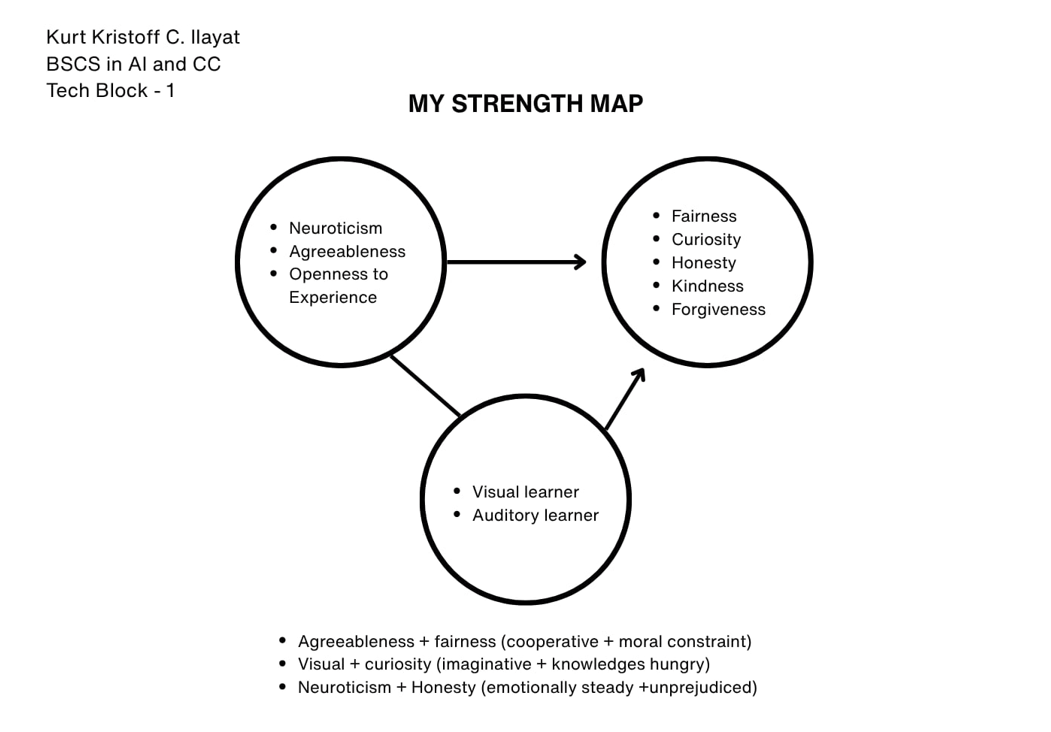 Kurt Kristoff C. Ilayat
BSCS in AI and CC
Tech Block - 1
MY STRENGTH MAP
• Neuroticism
• Agreeableness
• Openness to
Experience
• Fairness
• Curiosity
• Honesty
• Kindness
• Forgiveness
• Visual learner
• Auditory learner
• Agreeableness + fairness (cooperative + moral constraint)
• Visual + curiosity (imaginative + knowledges hungry)
• Neuroticism + Honesty (emotionally steady +unprejudiced)